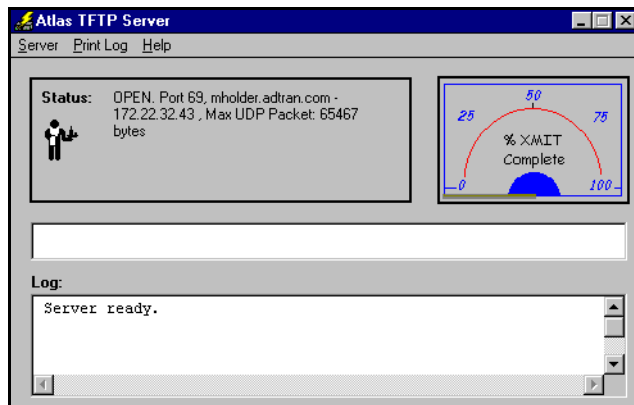 Atlas TFTP Server
Server Print Log Help
Status: OPEN. Port 69, mholder.adtran.com -
172.22.32.43 , Max UDP Packet: 65467
bytes
50
25 75
% XMIT
Complete
0 100
Log:
Server ready.